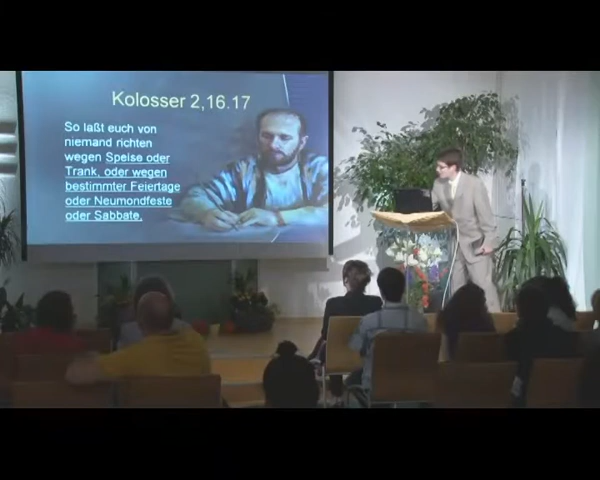 Kolosser 2,16.17
So laßt euch von
niemand richten
wegen Speise oder
Trank, oder wegen
bestimmter Feiertage
oder Neumondfeste
oder Sabbate.